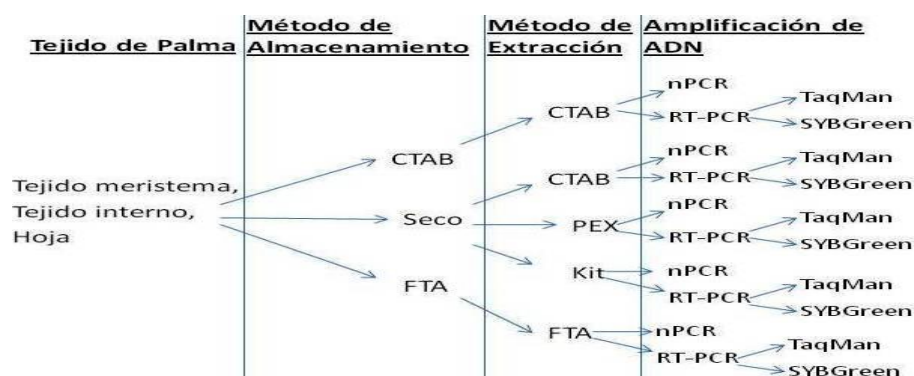 Tejido de Palma
Método de
Almacenamiento
Método de
Extracción
Amplificación de
ADN
Tejido meristema,
Tejido interno,
Hoja
CTAB
Seco
FTA
CTAB
CTAB
PEX
Kit
FTA
nPCR
RT-PCR
TaqMan
SYBGreen
nPCR
RT-PCR
TaqMan
SYBGreen
nPCR
RT-PCR
TaqMan
SYBGreen
nPCR
RT-PCR
TaqMan
SYBGreen
nPCR
RT-PCR
TaqMan
SYBGreen